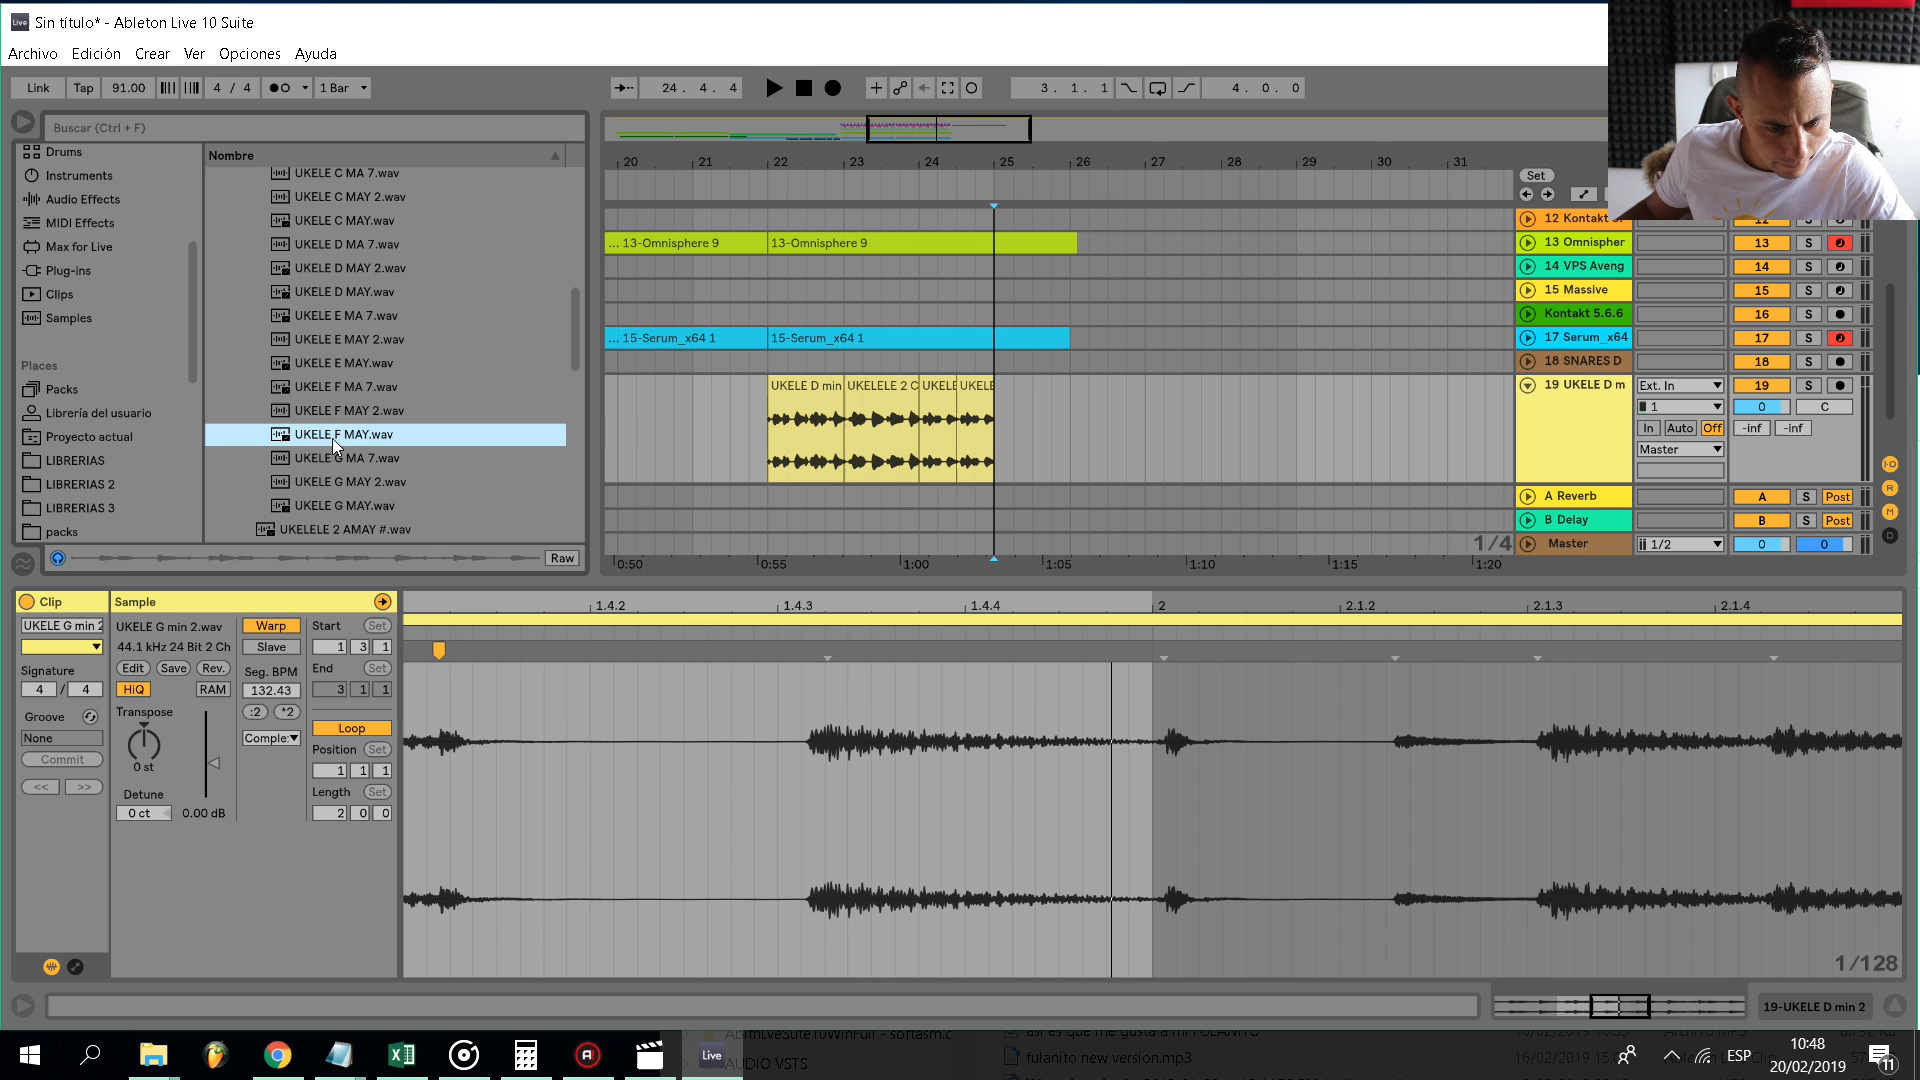 Live Sin título* - Ableton Live 10 Suite
Archivo Edición Crear Ver Opciones Ayuda
Link Tap 91.00 4 / 4 1 Bar 24. 4. 4 3. 1. 1 4. 0. 0
Buscar (Ctrl + F)
Drums
Instruments
Audio Effects
MIDI Effects
Max for Live
Plug-ins
Clips
Samples
Places
Packs
Librería del usuario
Proyecto actual
LIBRERIAS
LIBRERIAS 2
LIBRERIAS 3
packs
Nombre
UKELE C MA 7.wav
UKELE C MAY 2.wav
UKELE C MAY.wav
UKELE D MA 7.wav
UKELE D MAY 2.wav
UKELE D MAY.wav
UKELE E MA 7.wav
UKELE E MAY 2.wav
UKELE E MAY.wav
UKELE F MA 7.wav
UKELE F MAY 2.wav
UKELE F MAY.wav
UKELE G MA 7.wav
UKELE G MAY 2.wav
UKELE G MAY.wav
UKELELE 2 AMAY #.wav
Raw
20 21 22 23 24 25 26 27 28 29 30 31
Set
... 13-Omnisphere 9 13-Omnisphere 9
... 15-Serum_x64 1 15-Serum_x64 1
UKELE D min UKELELE 2 C UKELE UKELE
1/4
0:50 0:55 1:00 1:05 1:10 1:15 1:20
12 Kontakt
13 Omnispher 13 S
14 VPS Aveng 14 S
15 Massive 15 S
Kontakt 5.6.6 16 S
17 Serum_x64 17 S
18 SNARES D 18 S
19 UKELE D m Ext. In 19 S
1 0 C
In Auto Off -inf -inf
Master
A Reverb A S Post
B Delay B S Post
Master 1/2 0 0
I·O
R
M
D
Clip
UKELE G min 2
Signature
4 / 4
Groove
None
Commit
<< >>
Sample
UKELE G min 2.wav
44.1 kHz 24 Bit 2 Ch
Edit Save Rev.
HiQ RAM
Transpose
0 st
Detune
0 ct 0.00 dB
Warp
Slave
Seg. BPM
132.43
:2 *2
Comple:
Start Set
1 3 1
End Set
3 1 1
Loop
Position Set
1 1 1
Length Set
2 0 0
1.4.2 1.4.3 1.4.4 2 2.1.2 2.1.3 2.1.4
1/128
19-UKELE D min 2
AUDIO VSTS
fulanito new version.mp3
Live
ESP
10:48
20/02/2019
11